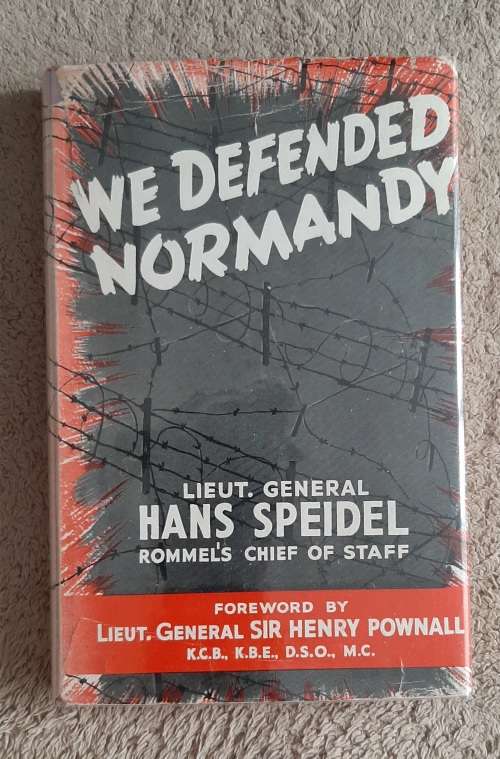 WE DEFENDED
NORMANDY
LIEUT. GENERAL
HANS SPEIDEL
ROMMEL'S CHIEF OF STAFF
FOREWORD BY
LIEUT. GENERAL SIR HENRY POWNALL
K.C.B., K.B.E., D.S.O., M.C.